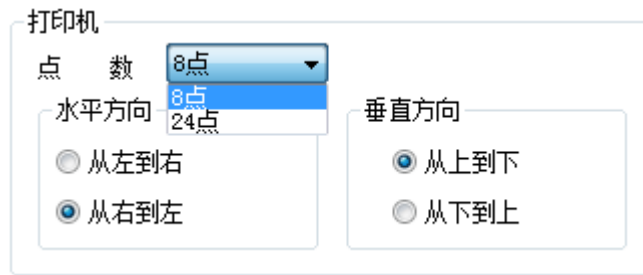 打印机
点 数 8点
8点
24点
水平方向 垂直方向
从左到右 从上到下
从右到左 从下到上